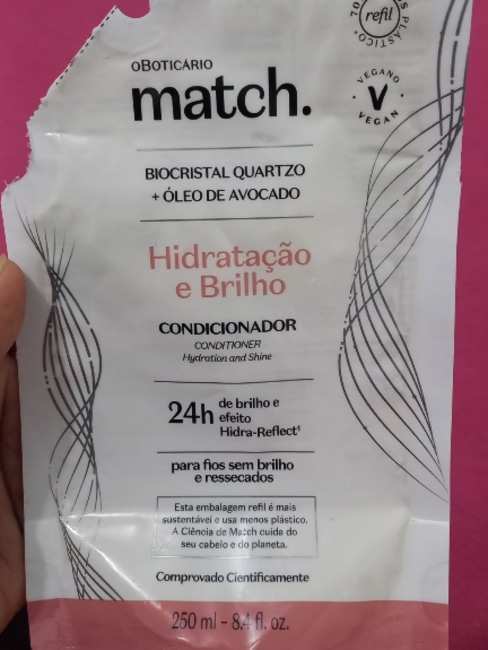 70
S PLÁSTICO
refil
OBOTICÁRIO
match.
VEGANO
V
VEGAN
BIOCRISTAL QUARTZO
+ ÓLEO DE AVOCADO
Hidratação
e Brilho
CONDICIONADOR
CONDITIONER
Hydration and Shine
24h
de brilho e
efeito
Hidra-Reflect¹
para fios sem brilho
e ressecados
Esta embalagem refil é mais
sustentável e usa menos plástico.
A Ciência de Match cuida do
seu cabelo e do planeta.
Comprovado Cientificamente
250 ml - 8.4 fl. oz.